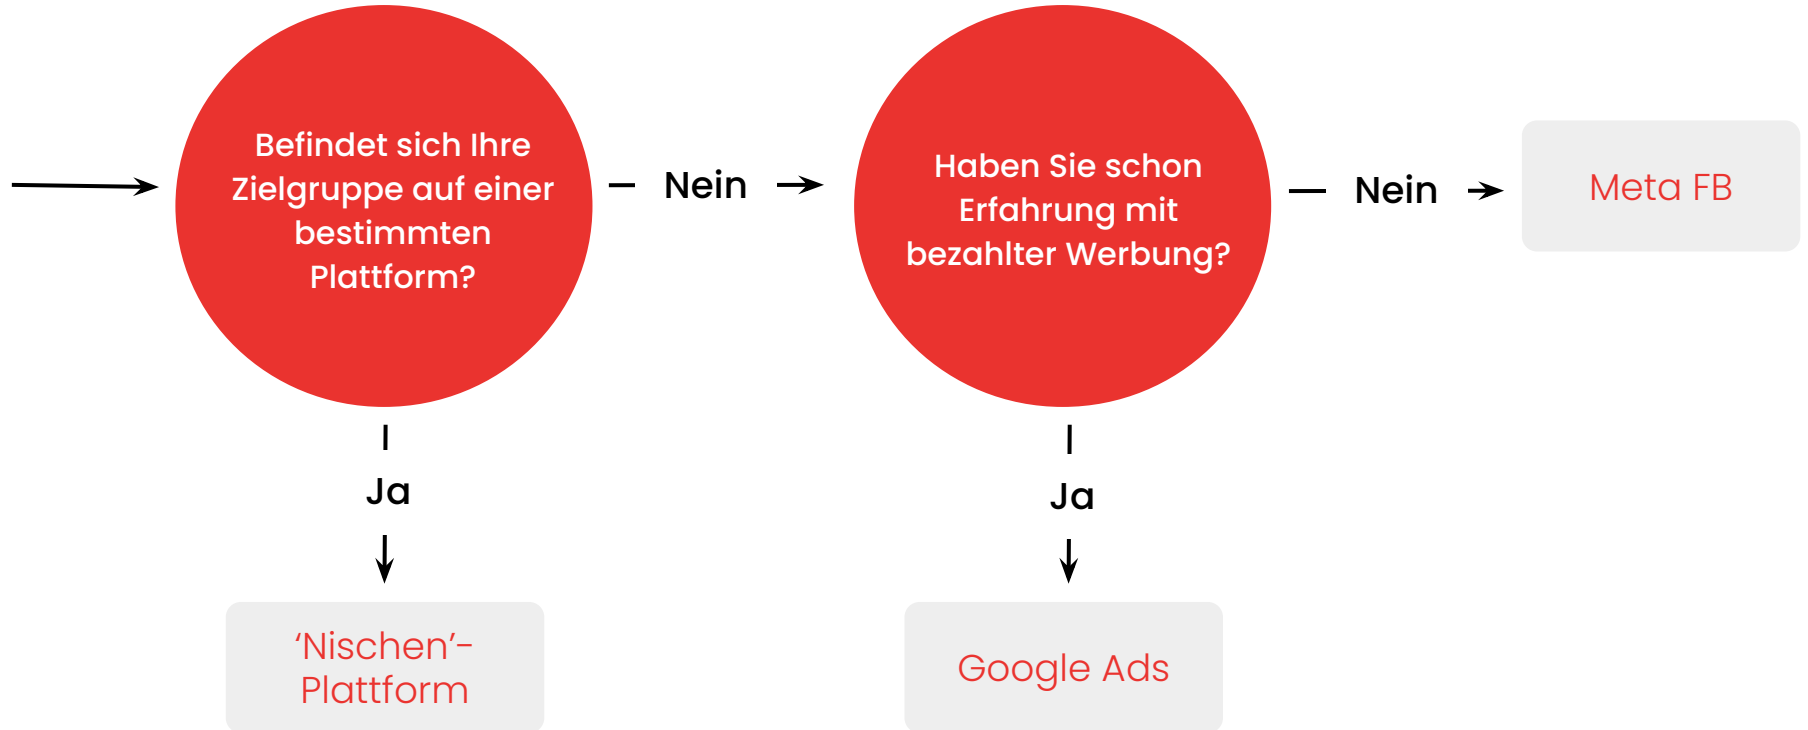 Befindet sich Ihre
Zielgruppe auf einer
bestimmten
Plattform?
Nein
Haben Sie schon
Erfahrung mit
bezahlter Werbung?
Nein
Meta FB
Ja
Ja
‘Nischen’-
Plattform
Google Ads